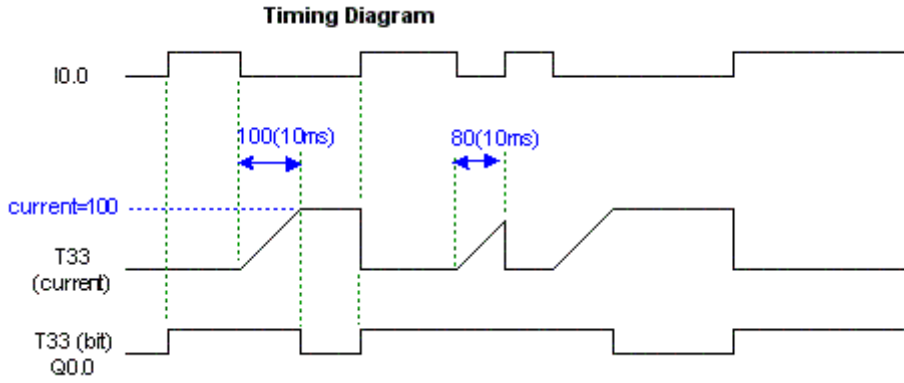 Timing Diagram
I0.0
100(10ms)
80(10ms)
current=100
T33
(current)
T33 (bit)
Q0.0